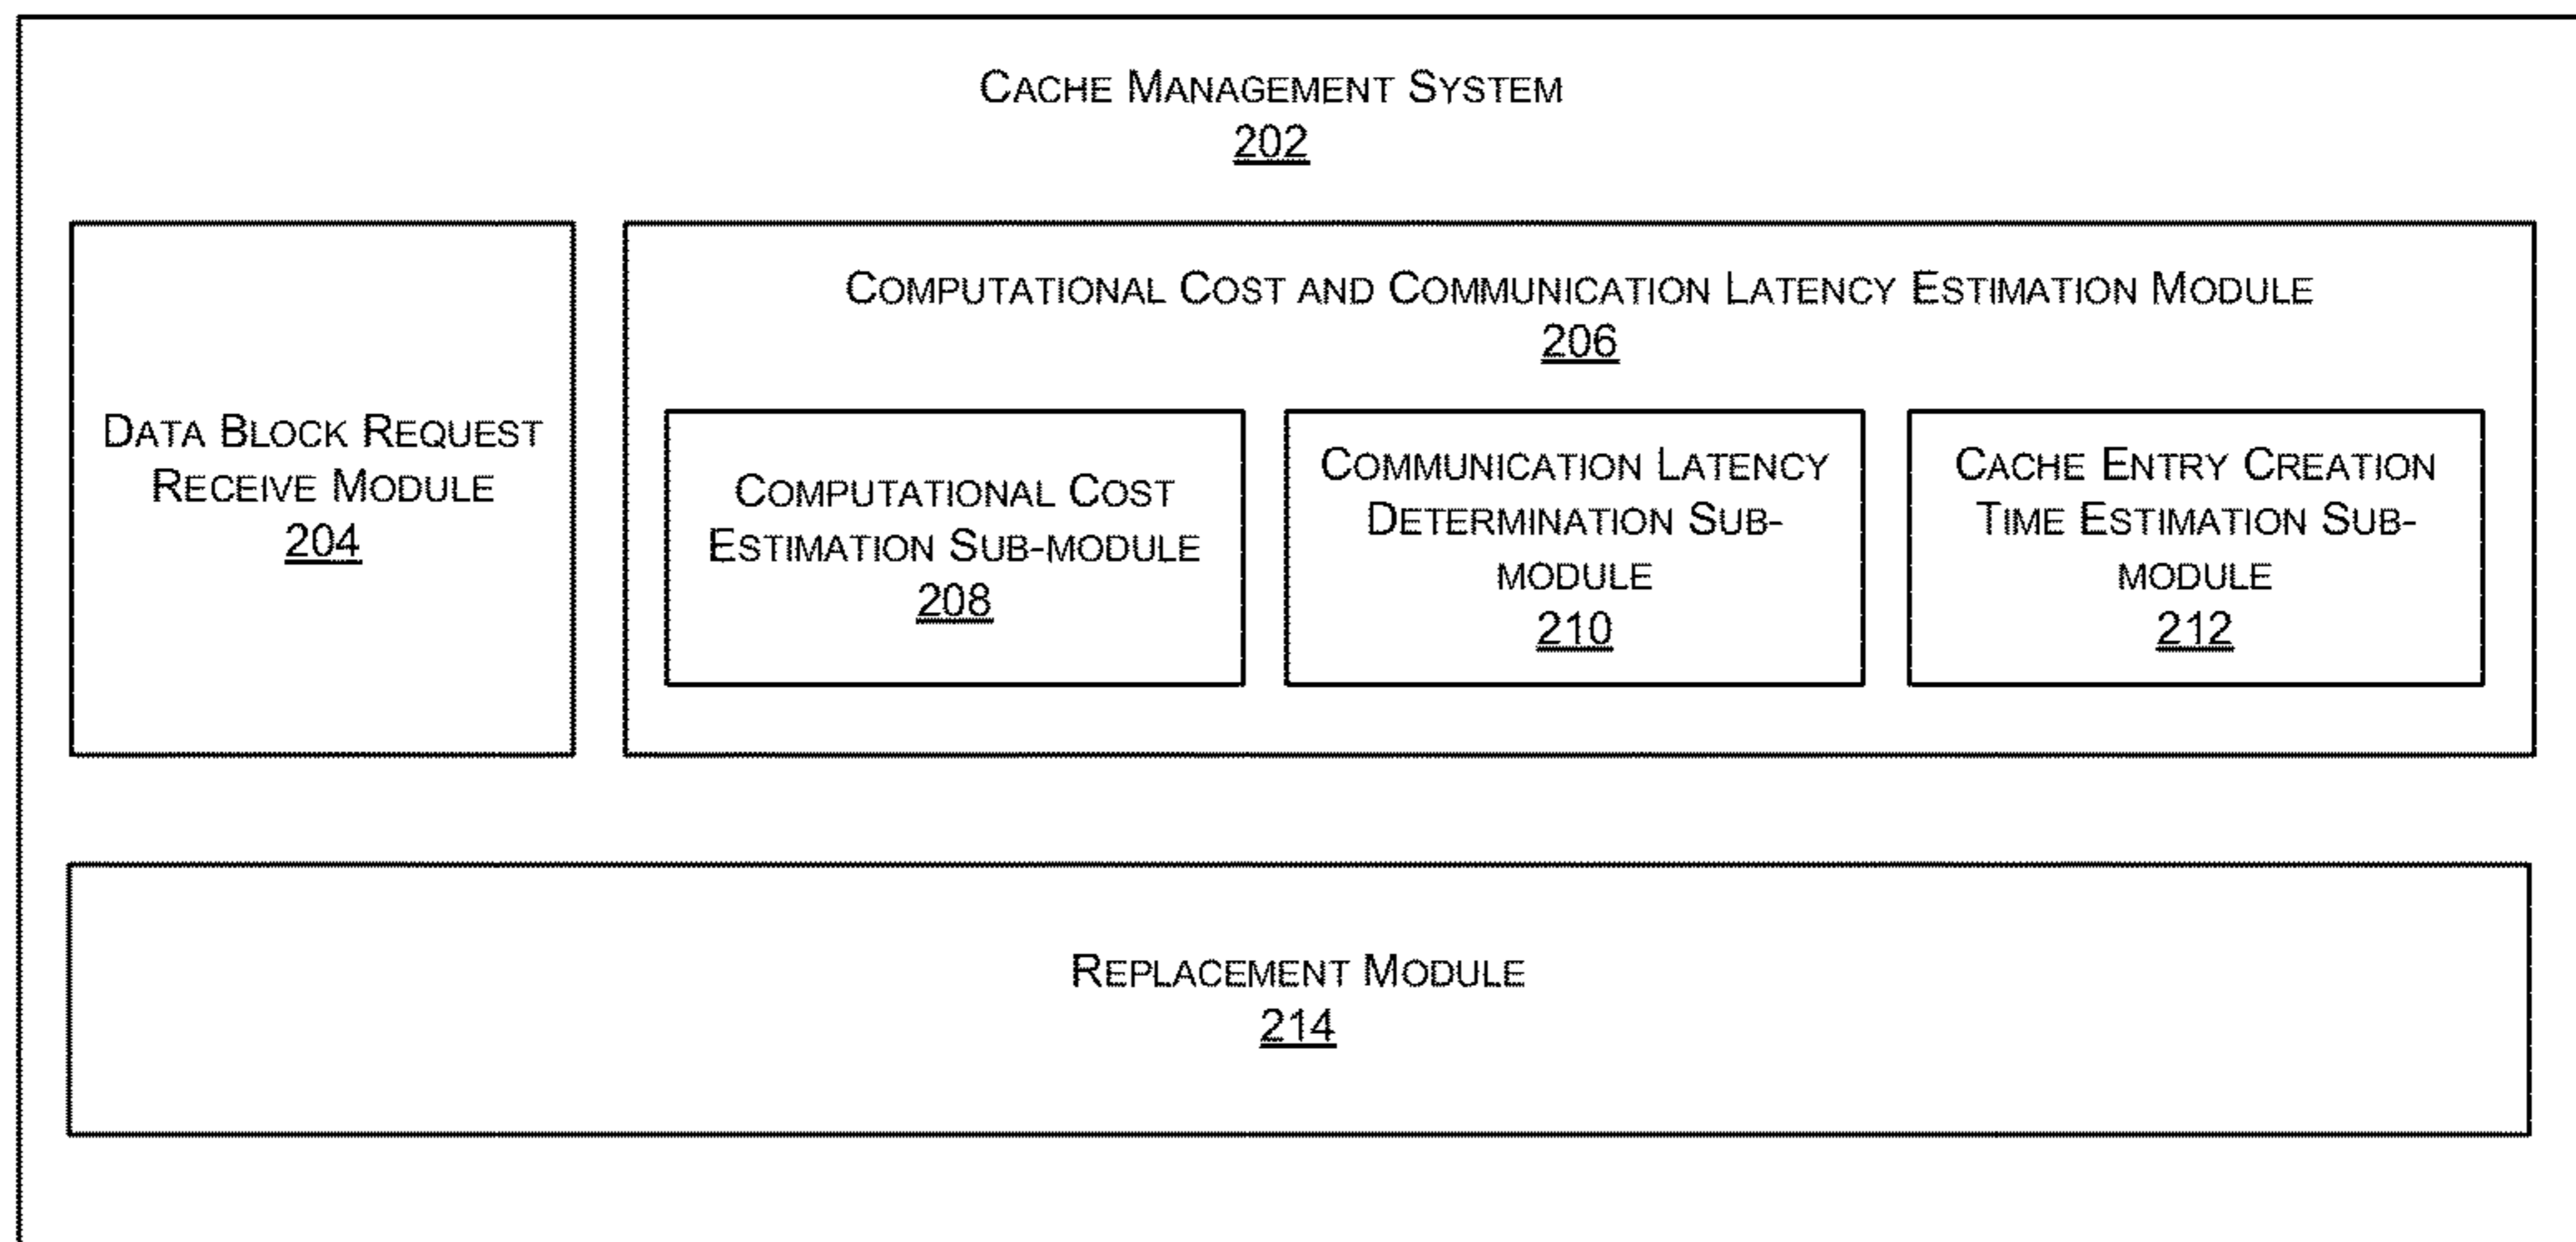 CACHE MANAGEMENT SYSTEM
202
DATA BLOCK REQUEST
RECEIVE MODULE
204
COMPUTATIONAL COST AND COMMUNICATION LATENCY ESTIMATION MODULE
206
COMPUTATIONAL COST
ESTIMATION SUB-MODULE
208
COMMUNICATION LATENCY
DETERMINATION SUB-
MODULE
210
CACHE ENTRY CREATION
TIME ESTIMATION SUB-
MODULE
212
REPLACEMENT MODULE
214